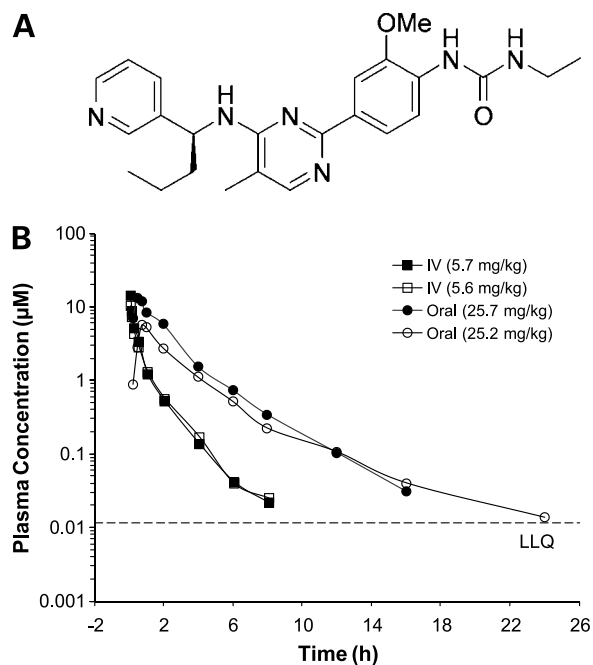 A
OMe
H
N
H
N
O
N
H
N
N
N
B
100
10
1
0.1
0.01
0.001
Plasma Concentration (µM)
IV (5.7 mg/kg)
IV (5.6 mg/kg)
Oral (25.7 mg/kg)
Oral (25.2 mg/kg)
LLQ
-2 2 6 10 14 18 22 26
Time (h)